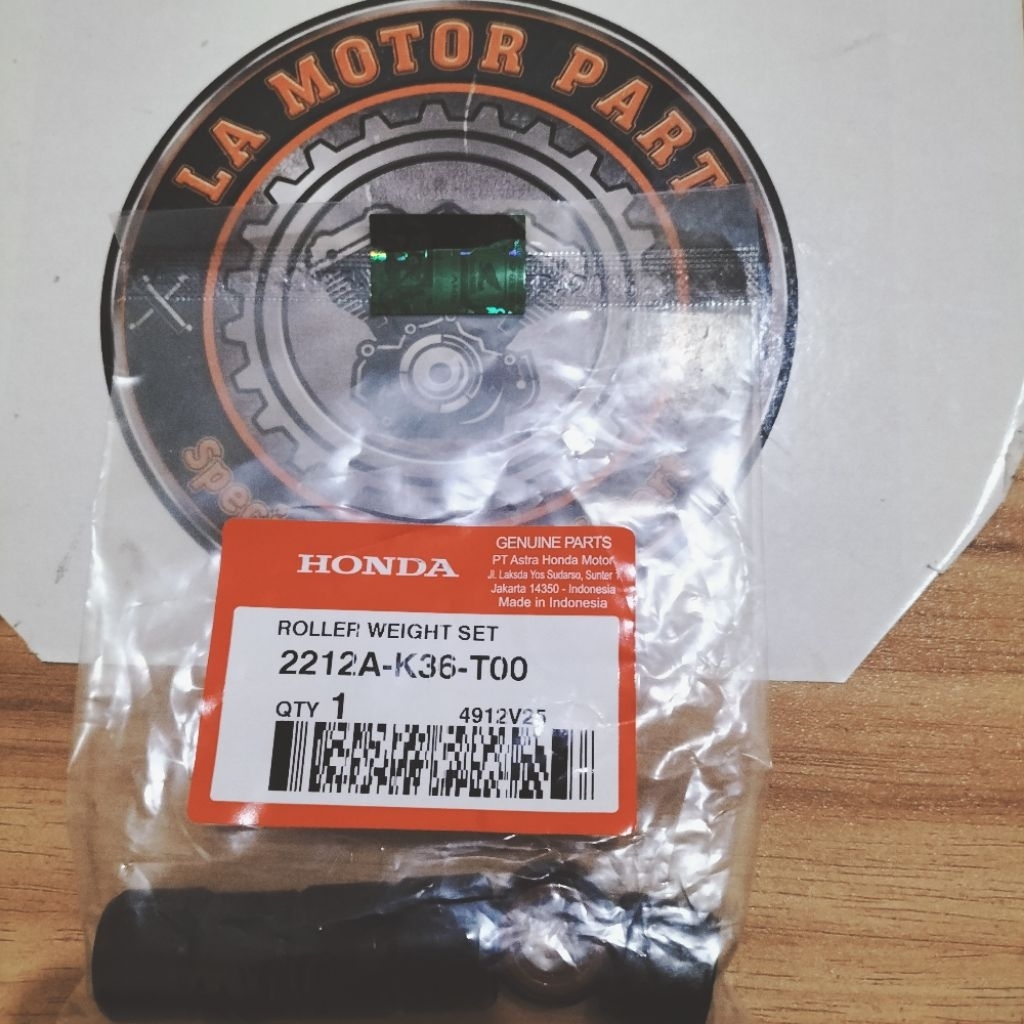 LA MOTOR PART
HONDA
GENUINE PARTS
PT Astra Honda Motor
Jl. Laksda Yos Sudarso, Sunter 1
Jakarta 14350 - Indonesia
Made in Indonesia
ROLLER WEIGHT SET
2212A-K36-T00
QTY 1
4912V25